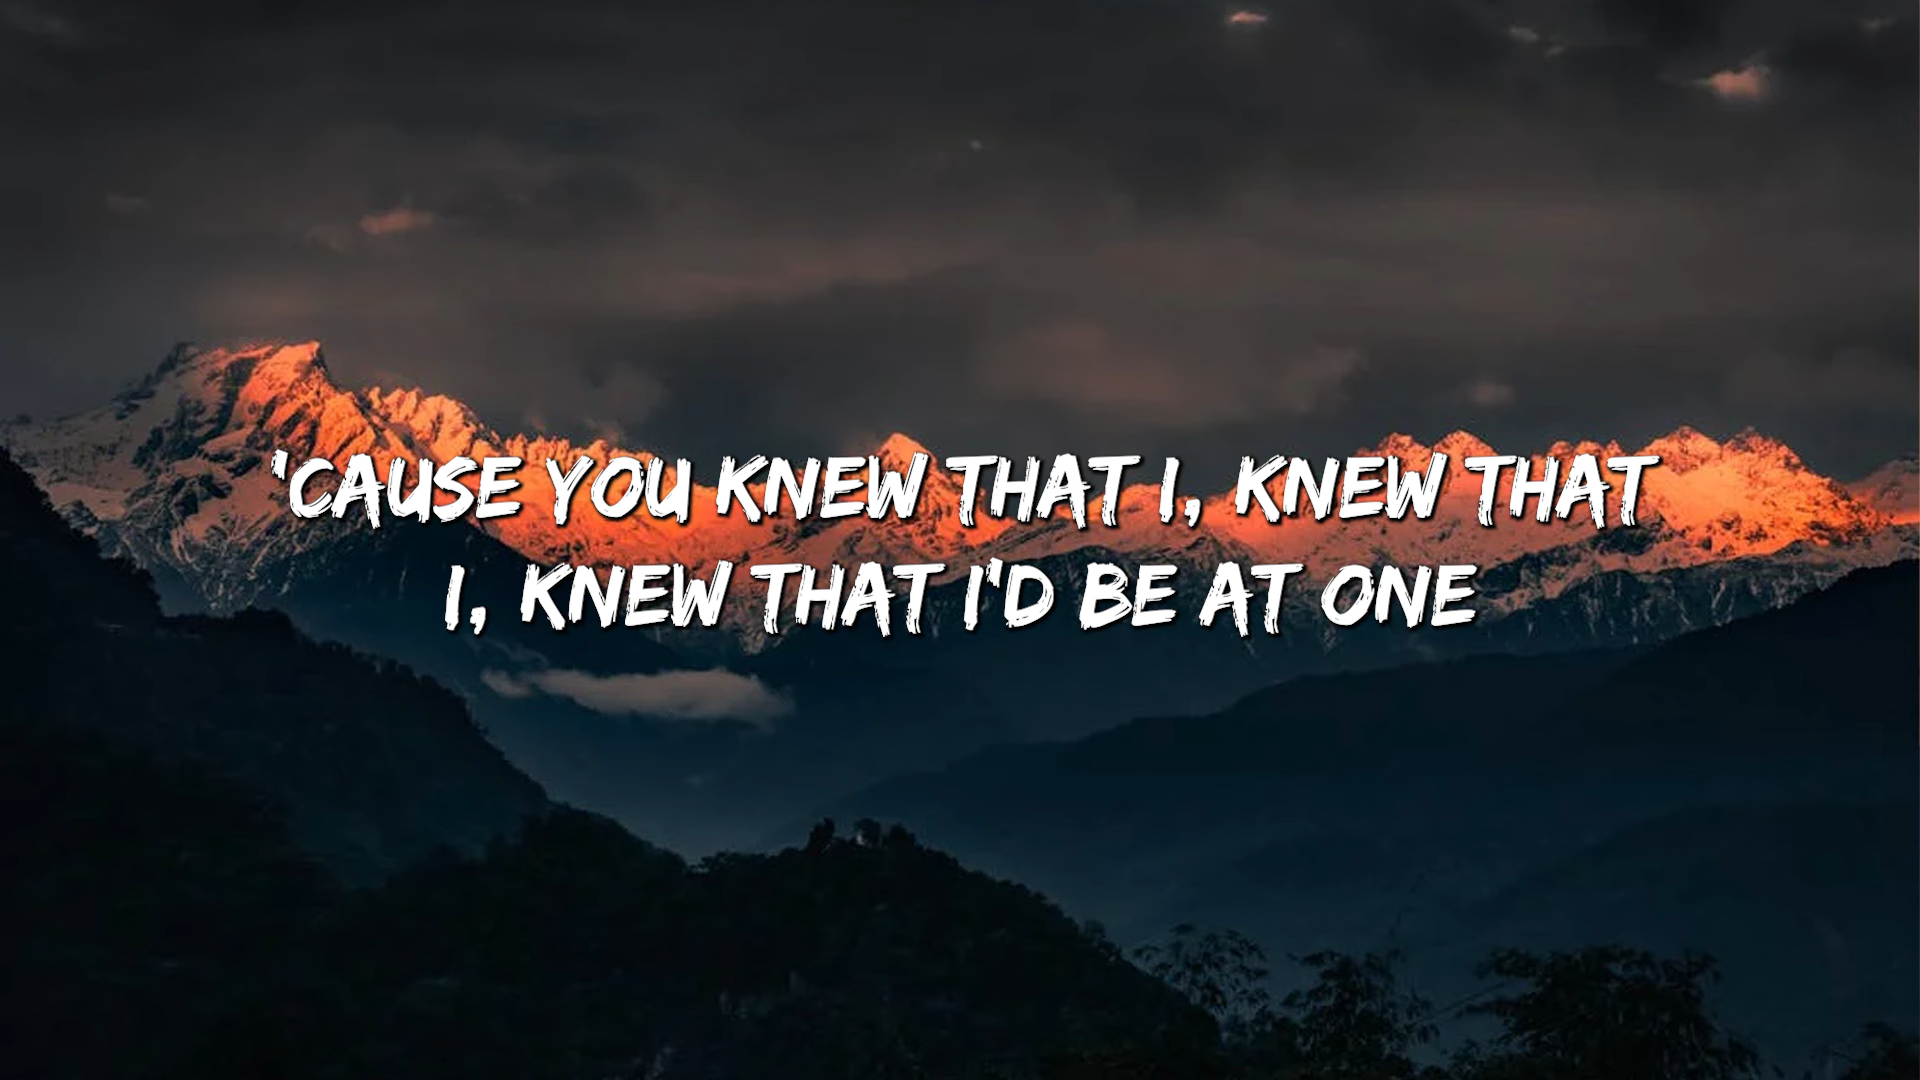 'CAUSE YOU KNEW THAT I, KNEW THAT
I, KNEW THAT I'D BE AT ONE